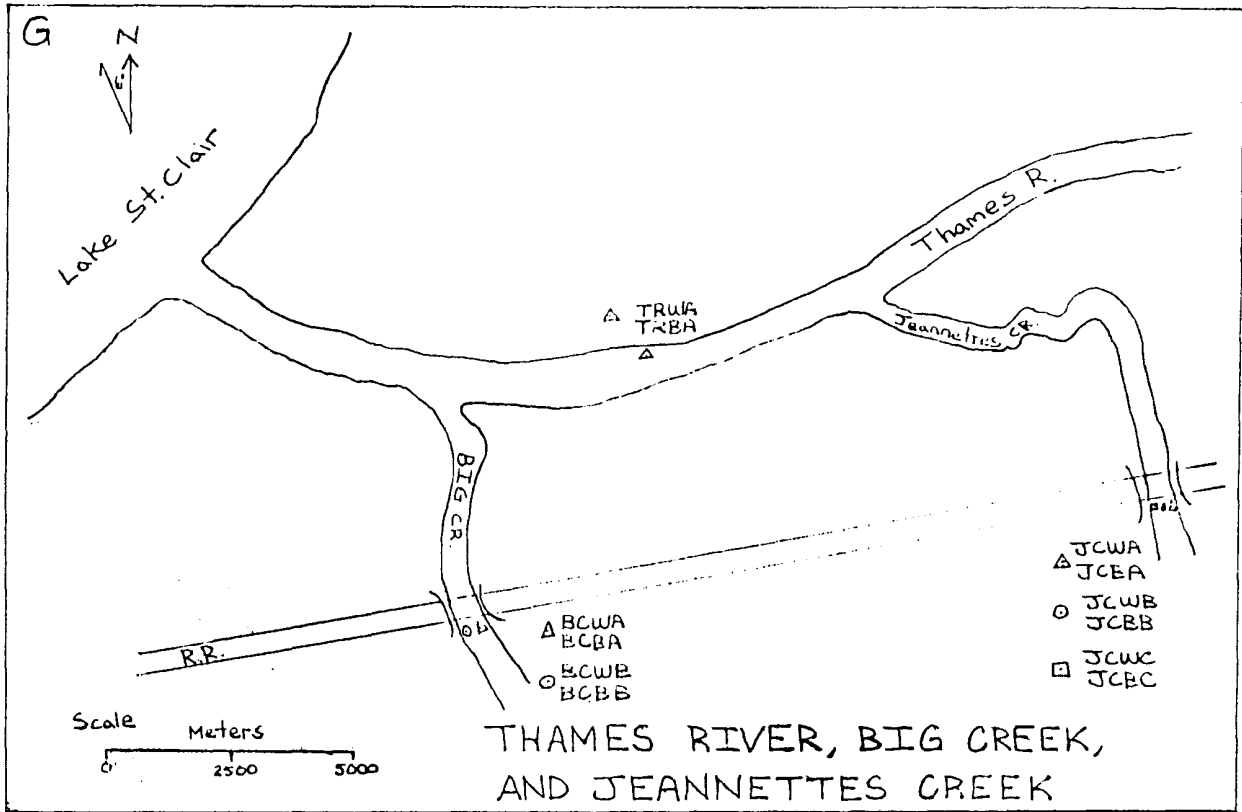 G
N
Lake St. Clair
Thames R.
TRWA
TRBA
Jeannettes CR.
BIG CR.
R.R.
BCWA
BCBA
BCWB
BCBB
JCWA
JCBA
JCWB
JCBB
JCWC
JCBC
Scale
Meters
0 2500 5000
THAMES RIVER, BIG CREEK,
AND JEANNETTES CREEK